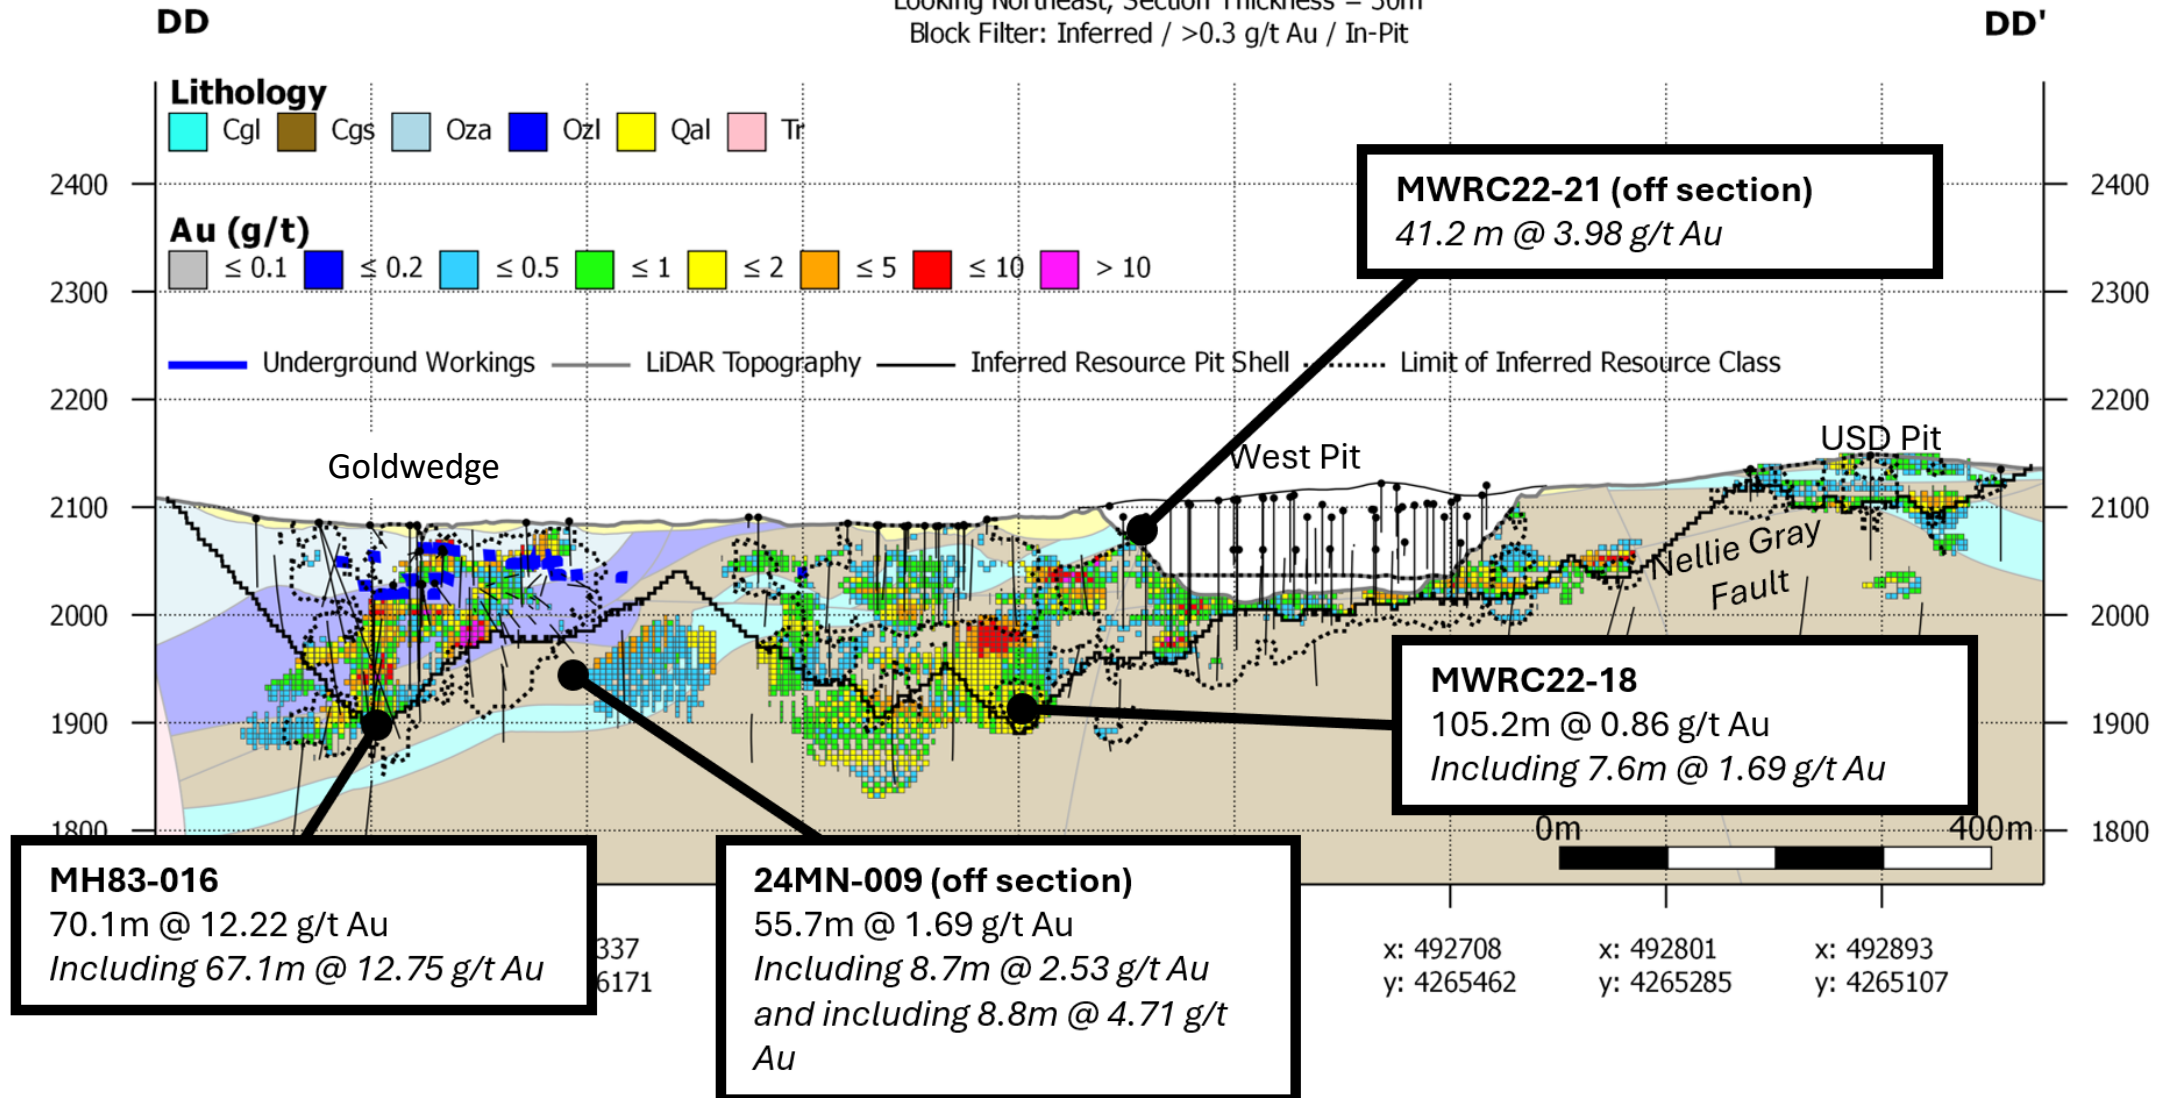 Looking Northeast, Section Thickness = 50m
DD
DD'
Block Filter: Inferred / >0.3 g/t Au / In-Pit
Lithology
Cgl Cgs Oza Ozl Qal Tr
MWRC22-21 (off section)
41.2 m @ 3.98 g/t Au
2400 2400
Au (g/t)
≤ 0.1 ≤ 0.2 ≤ 0.5 ≤ 1 ≤ 2 ≤ 5 ≤ 10 > 10
2300 2300
Underground Workings LiDAR Topography Inferred Resource Pit Shell Limit of Inferred Resource Class
2200 2200
Goldwedge
West Pit
USD Pit
2100 2100
Nellie Gray
Fault
2000 2000
MWRC22-18
105.2m @ 0.86 g/t Au
Including 7.6m @ 1.69 g/t Au
1900 1900
1800 1800
0m 400m
MH83-016
70.1m @ 12.22 g/t Au
Including 67.1m @ 12.75 g/t Au
24MN-009 (off section)
55.7m @ 1.69 g/t Au
Including 8.7m @ 2.53 g/t Au
and including 8.8m @ 4.71 g/t
Au
337
6171
x: 492708
y: 4265462
x: 492801
y: 4265285
x: 492893
y: 4265107